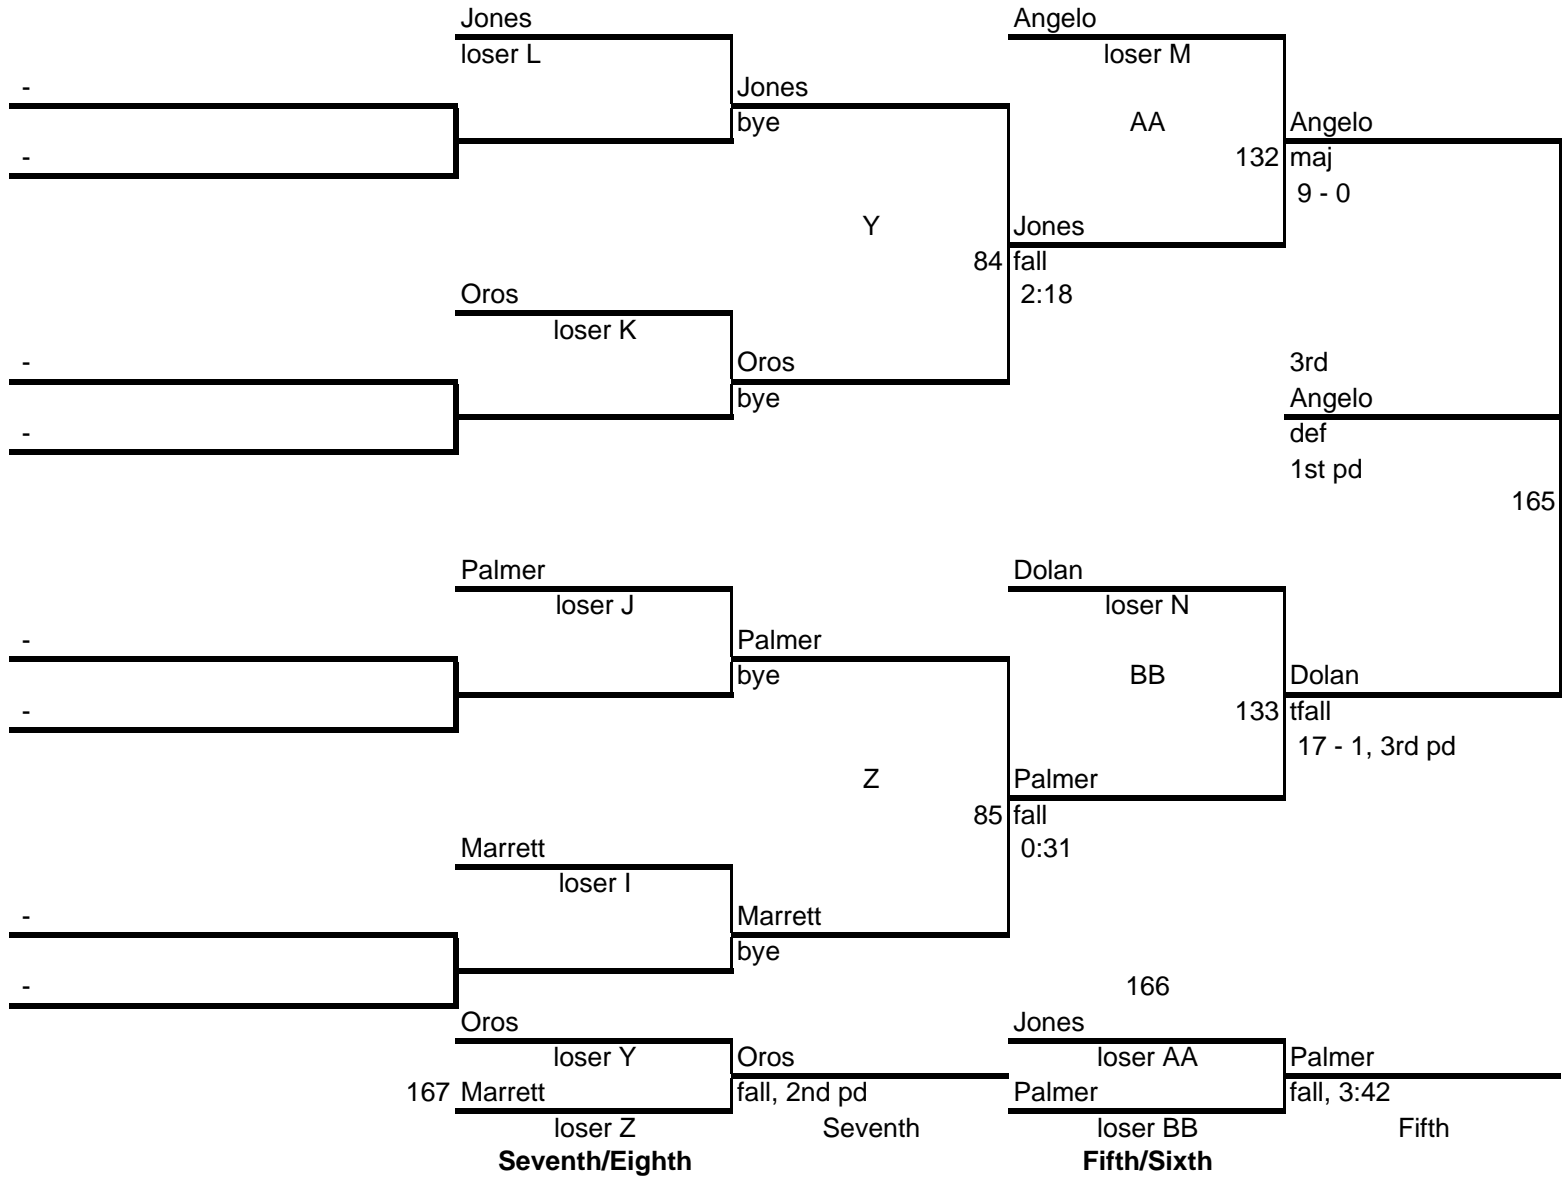 Jones
Angelo
loser L
loser M
-
Jones
bye
AA
Angelo
-
132
maj
9 - 0
Y
Jones
84
fall
Oros
2:18
loser K
-
Oros
3rd
bye
Angelo
-
def
1st pd
165
Palmer
Dolan
loser J
loser N
-
Palmer
bye
BB
Dolan
-
133
tfall
17 - 1, 3rd pd
Z
Palmer
85
fall
Marrett
0:31
loser I
-
Marrett
bye
-
166
Oros
Jones
loser Y
Oros
loser AA
Palmer
167
Marrett
fall, 2nd pd
Palmer
fall, 3:42
loser Z
Seventh
loser BB
Fifth
Seventh/Eighth
Fifth/Sixth